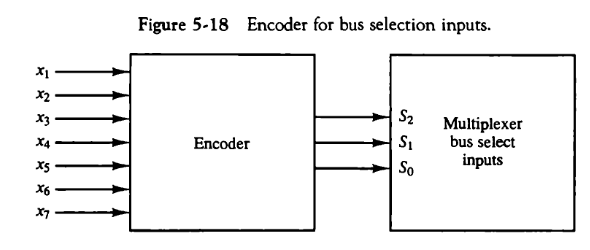 Figure 5-18 Encoder for bus selection inputs.
x1
x2
x3
x4
x5
x6
x7
Encoder
S2
S1
S0
Multiplexer
bus select
inputs